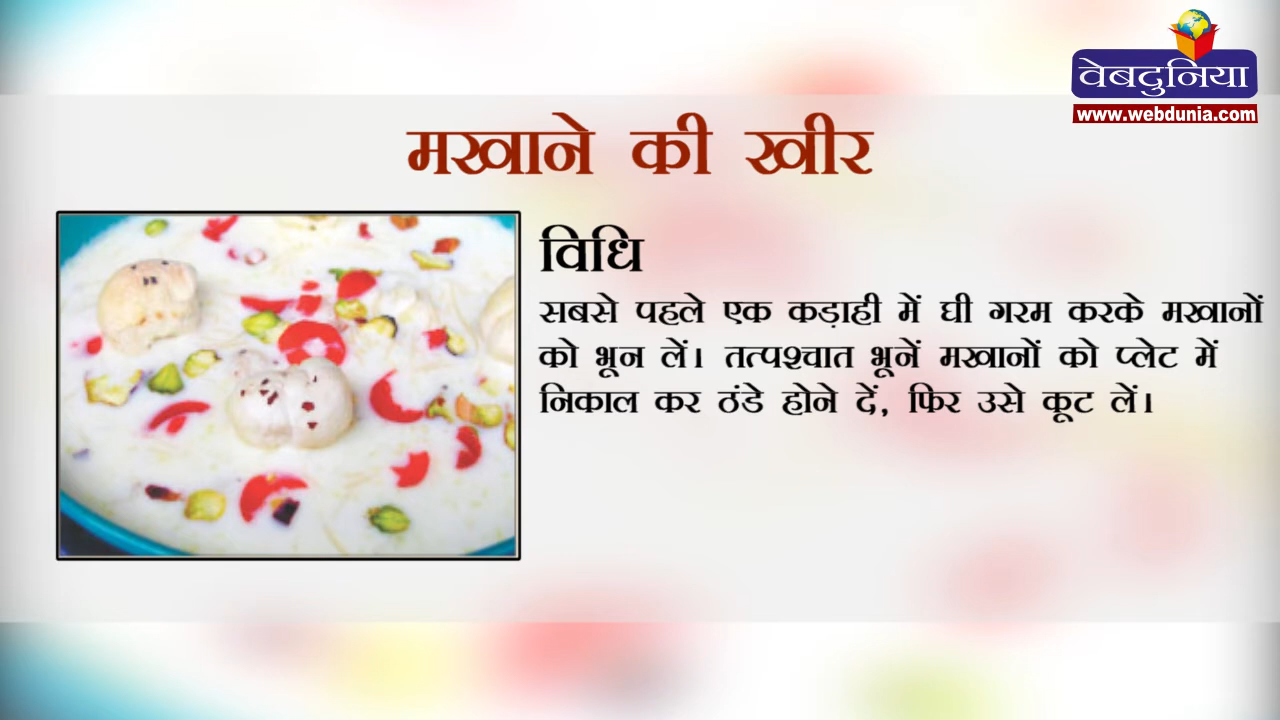 वेबदुनिया
www.webdunia.com
मखाने की खीर
विधि
सबसे पहले एक कड़ाही में घी गरम करके मखानों
को भून लें। तत्पश्चात भूनें मखानों को प्लेट में
निकाल कर ठंडे होने दें, फिर उसे कूट लें।